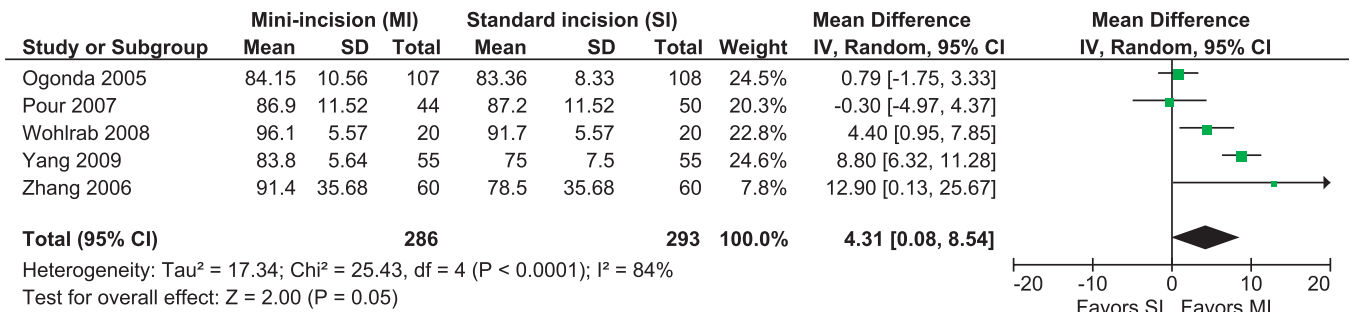 Mini-incision (MI) Standard incision (SI) Mean Difference Mean Difference
Study or Subgroup Mean SD Total Mean SD Total Weight IV, Random, 95% CI IV, Random, 95% CI
Ogonda 2005 84.15 10.56 107 83.36 8.33 108 24.5% 0.79 [-1.75, 3.33]
Pour 2007 86.9 11.52 44 87.2 11.52 50 20.3% -0.30 [-4.97, 4.37]
Wohlrab 2008 96.1 5.57 20 91.7 5.57 20 22.8% 4.40 [0.95, 7.85]
Yang 2009 83.8 5.64 55 75 7.5 55 24.6% 8.80 [6.32, 11.28]
Zhang 2006 91.4 35.68 60 78.5 35.68 60 7.8% 12.90 [0.13, 25.67]
Total (95% CI) 286 293 100.0% 4.31 [0.08, 8.54]
Heterogeneity: Tau² = 17.34; Chi² = 25.43, df = 4 (P < 0.0001); I² = 84%
Test for overall effect: Z = 2.00 (P = 0.05)
-20 -10 0 10 20
Favors SI Favors MI